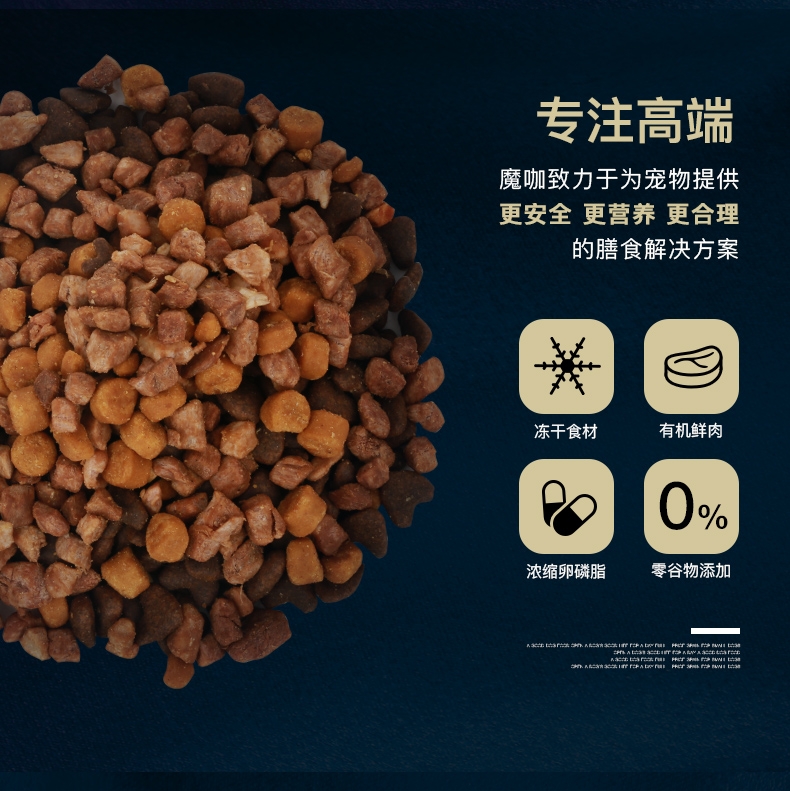 专注高端
魔咖致力于为宠物提供
更安全 更营养 更合理
的膳食解决方案
冻干食材
有机鲜肉
0%
浓缩卵磷脂
零谷物添加